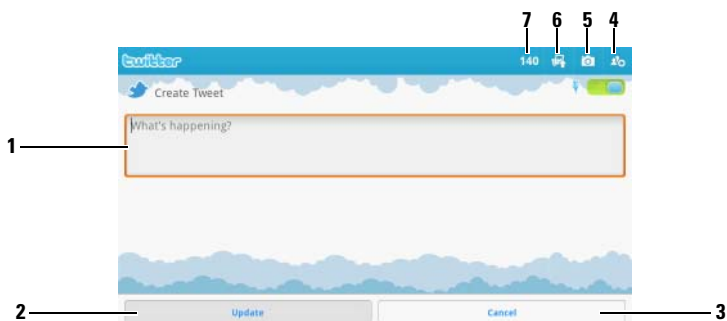 7 6 5 4
twitter 140
Create Tweet
1
What's happening?
2 Update Cancel 3